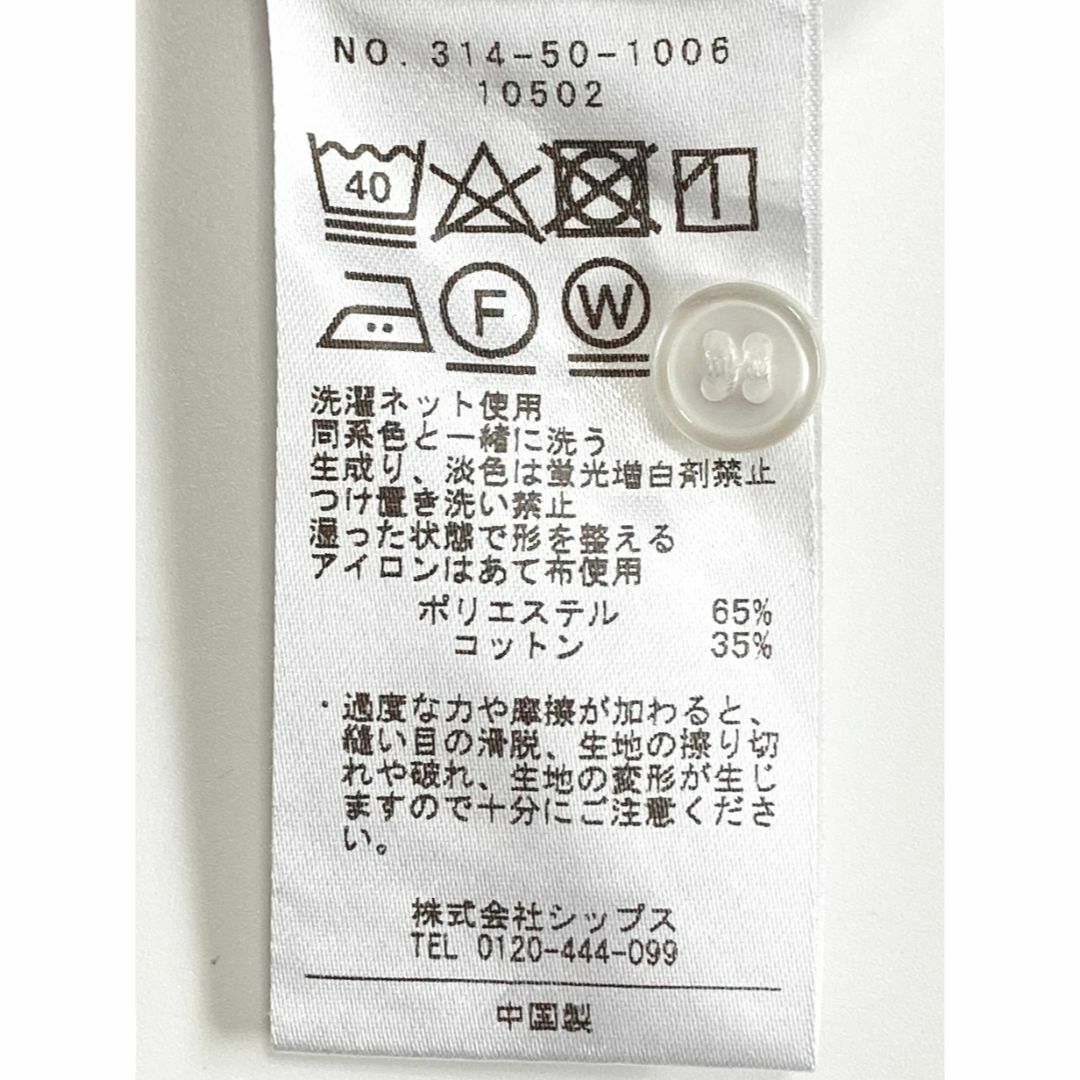 NO. 314-50-1006
10502
40
F
W
洗濯ネット使用
同系色と一緒に洗う
生成り、淡色は蛍光増白剤禁止
つけ置き洗い禁止
湿った状態で形を整える
アイロンはあて布使用
ポリエステル 65%
コットン 35%
・過度な力や摩擦が加わると、
縫い目の滑脱、生地の擦り切
れや破れ、生地の変形が生じ
ますので十分にご注意くださ
い。
株式会社シップス
TEL 0120-444-099
中国製